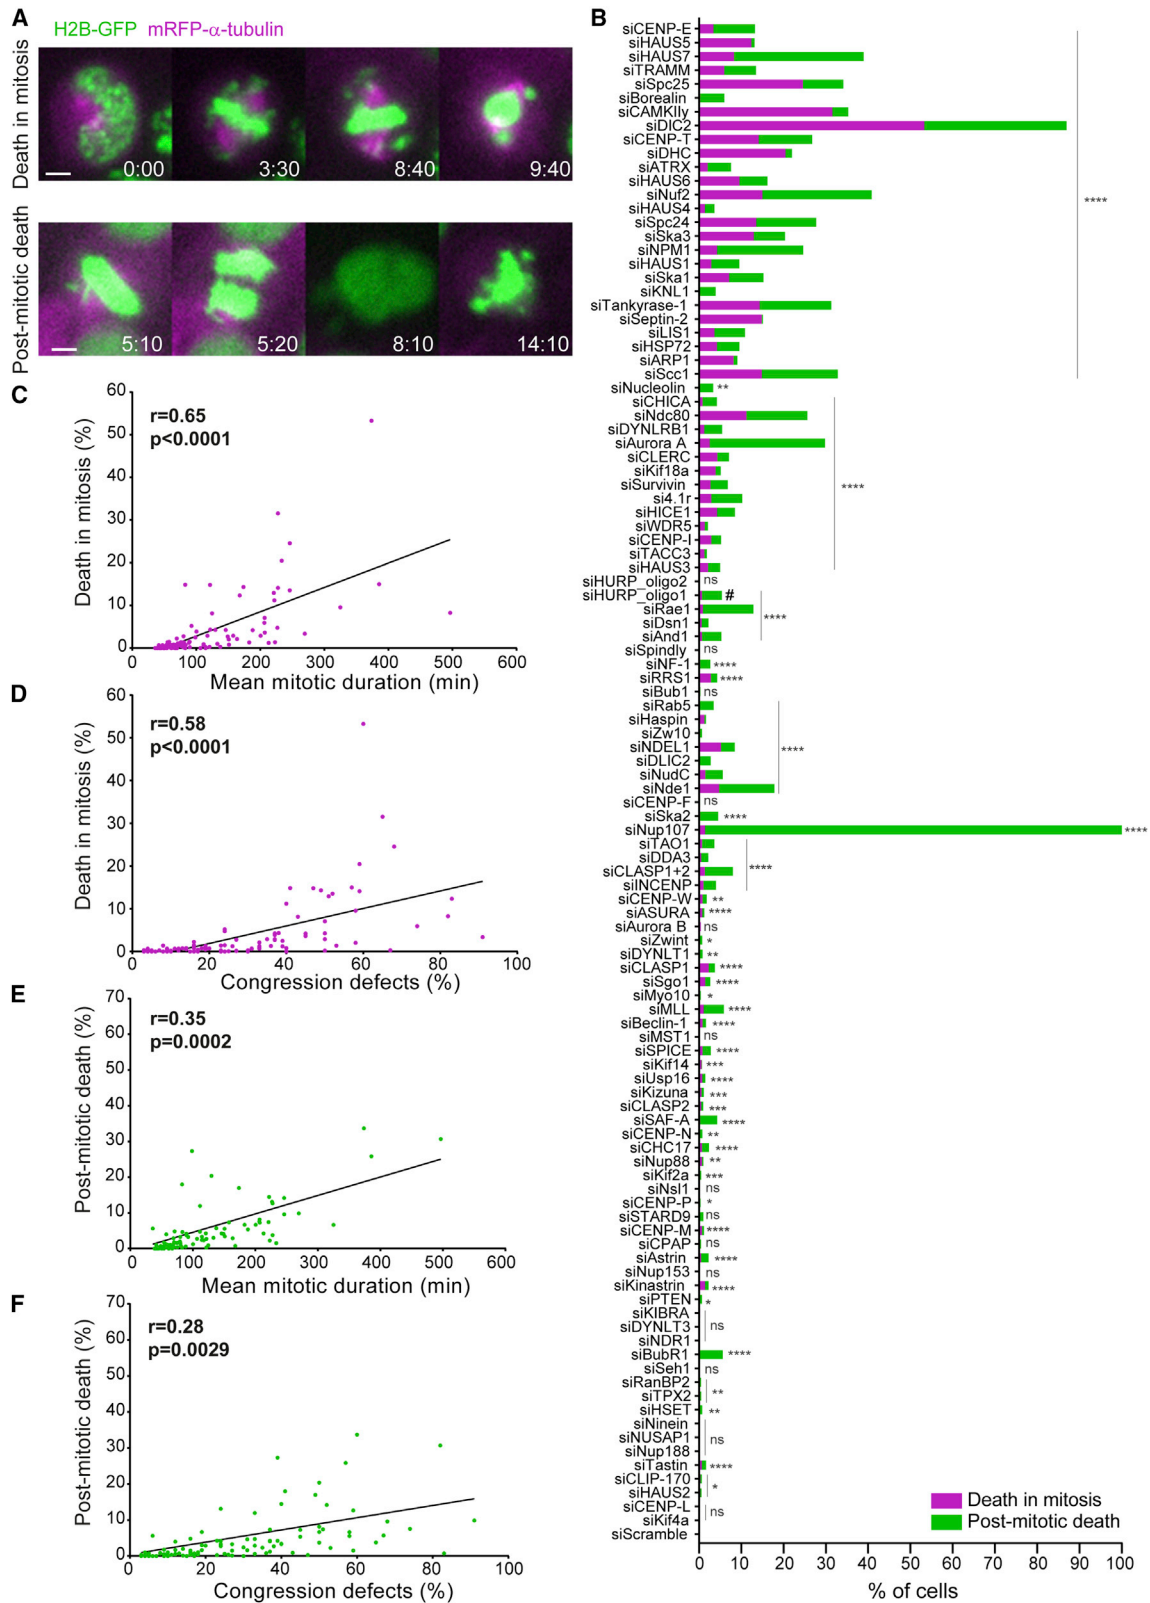 A
H2B-GFP mRFP-α-tubulin
Death in mitosis
0:00
3:30
8:40
9:40
Post-mitotic death
5:10
5:20
8:10
14:10
C
r=0.65
p<0.0001
Death in mitosis (%)
60
50
40
30
20
10
0
0 100 200 300 400 500 600
Mean mitotic duration (min)
D
r=0.58
p<0.0001
Death in mitosis (%)
60
50
40
30
20
10
0
0 20 40 60 80 100
Congression defects (%)
E
r=0.35
p=0.0002
Post-mitotic death (%)
70
60
50
40
30
20
10
0
0 100 200 300 400 500 600
Mean mitotic duration (min)
F
r=0.28
p=0.0029
Post-mitotic death (%)
70
60
50
40
30
20
10
0
0 20 40 60 80 100
Congression defects (%)
B
siCENP-E
siHAUS5
siHAUS7
siTRAMM
siSpc25
siBorealin
siCAMKIIy
siDIC2
siCENP-T
siDHC
siATRX
siHAUS6
siNuf2
siHAUS4
siSpc24
siSka3
siNPM1
siHAUS1
siSka1
siKNL1
siTankyrase-1
siSeptin-2
siLIS1
siHSP72
siARP1
siScc1
****
siNucleolin **
siCHICA
siNdc80
siDYNLRB1
siAurora A
siCLERC
siKif18a
siSurvivin
si4.1r
siHICE1
siWDR5
siCENP-I
siTACC3
siHAUS3
****
siHURP_oligo2 ns
siHURP_oligo1 #
siRae1
siDsn1
siAnd1
****
siSpindly ns
siNF-1 ****
siRRS1 ****
siBub1 ns
siRab5
siHaspin
siZw10
siNDEL1
siDLIC2
siNudC
siNde1
****
siCENP-F ns
siSka2 ****
siNup107 ****
siTAO1
siDDA3
siCLASP1+2
siINCENP
****
siCENP-W **
siASURA ****
siAurora B ns
siZwint *
siDYNLT1 **
siCLASP1 ****
siSgo1 ****
siMyo10 *
siMLL ****
siBeclin-1 ****
siMST1 ns
siSPICE ****
siKif14 ***
siUsp16 ****
siKizuna ***
siCLASP2 ***
siSAF-A ****
siCENP-N **
siCHC17 ****
siNup88 **
siKif2a ***
siNsl1 ns
siCENP-P *
siSTARD9 ns
siCENP-M ****
siCPAP ns
siAstrin ****
siNup153 ns
siKinastrin ****
siPTEN *
siKIBRA
siDYNLT3
siNDR1
ns
siBubR1 ****
siSeh1 ns
siRanBP2
siTPX2
**
siHSET **
siNinein
siNUSAP1
siNup188
ns
siTastin ****
siCLIP-170
siHAUS2
*
siCENP-L
siKif4a
ns
siScramble
Death in mitosis
Post-mitotic death
0 10 20 30 40 50 60 70 80 90 100
% of cells